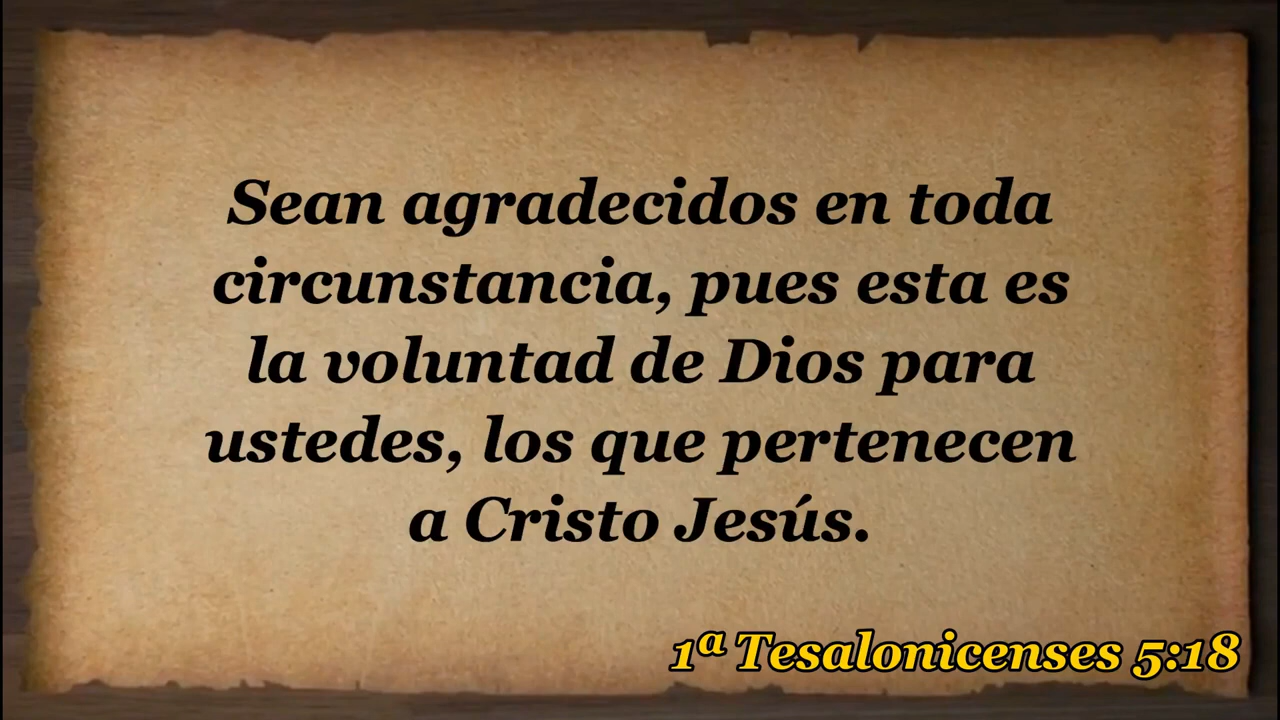 Sean agradecidos en toda
circunstancia, pues esta es
la voluntad de Dios para
ustedes, los que pertenecen
a Cristo Jesús.
1ª Tesalonicenses 5:18